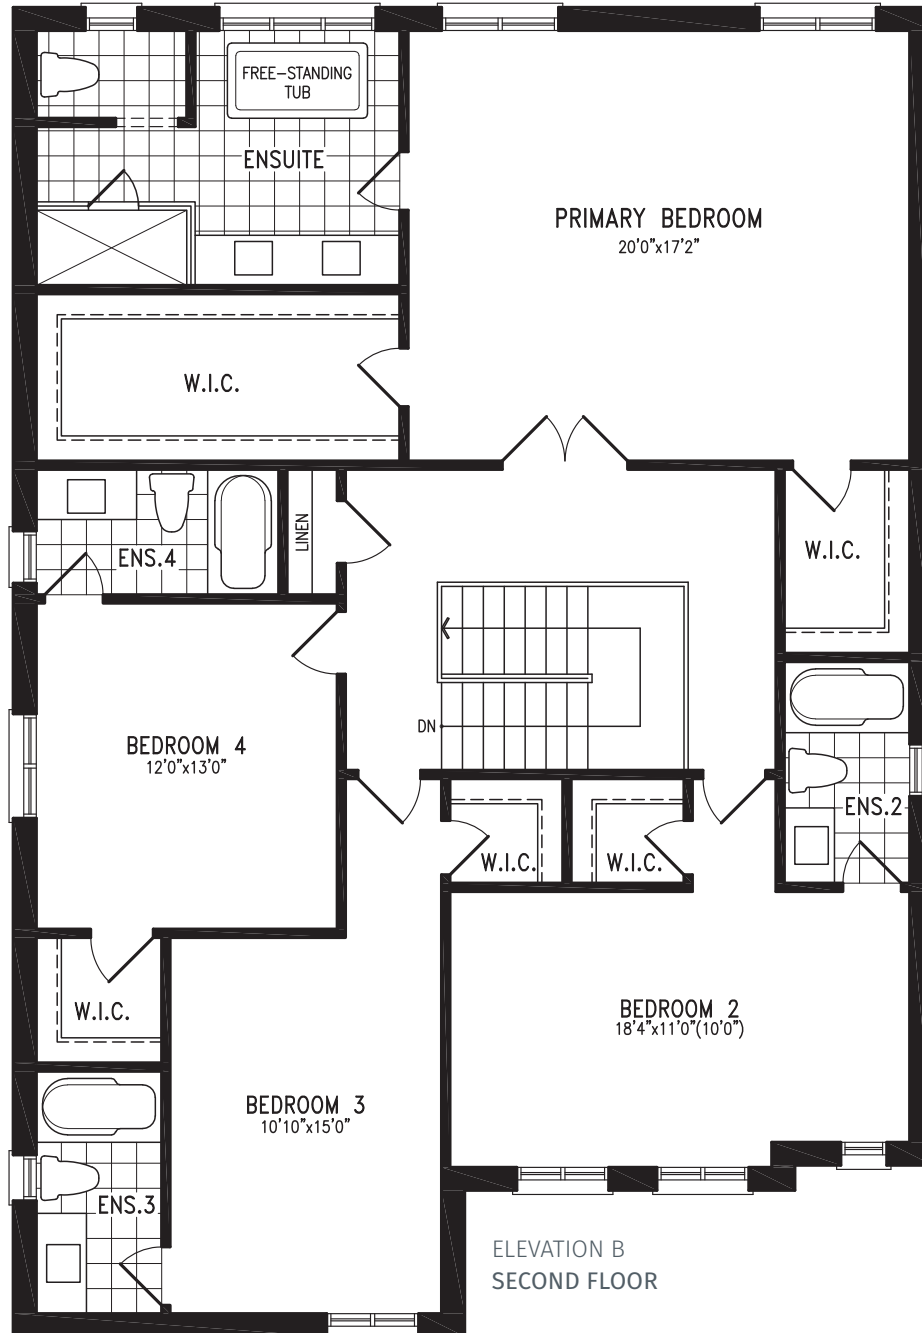 FREE-STANDING
TUB
ENSUITE
PRIMARY BEDROOM
20'0"x17'2"
W.I.C.
LINEN
ENS.4
W.I.C.
DN
BEDROOM 4
12'0"x13'0"
ENS.2
W.I.C.
W.I.C.
W.I.C.
BEDROOM 2
18'4"x11'0"(10'0")
BEDROOM 3
10'10"x15'0"
ENS.3
ELEVATION B
SECOND FLOOR